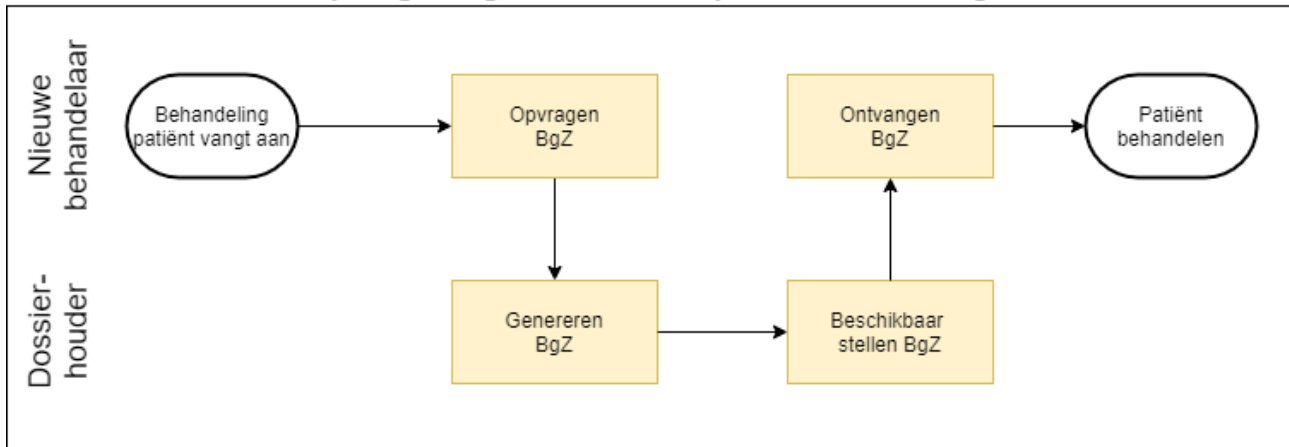 Nieuwe
behandelaar
Behandeling
patiënt vangt aan
Opvragen
BgZ
Ontvangen
BgZ
Patiënt
behandelen
Dossier-
houder
Genereren
BgZ
Beschikbaar
stellen BgZ